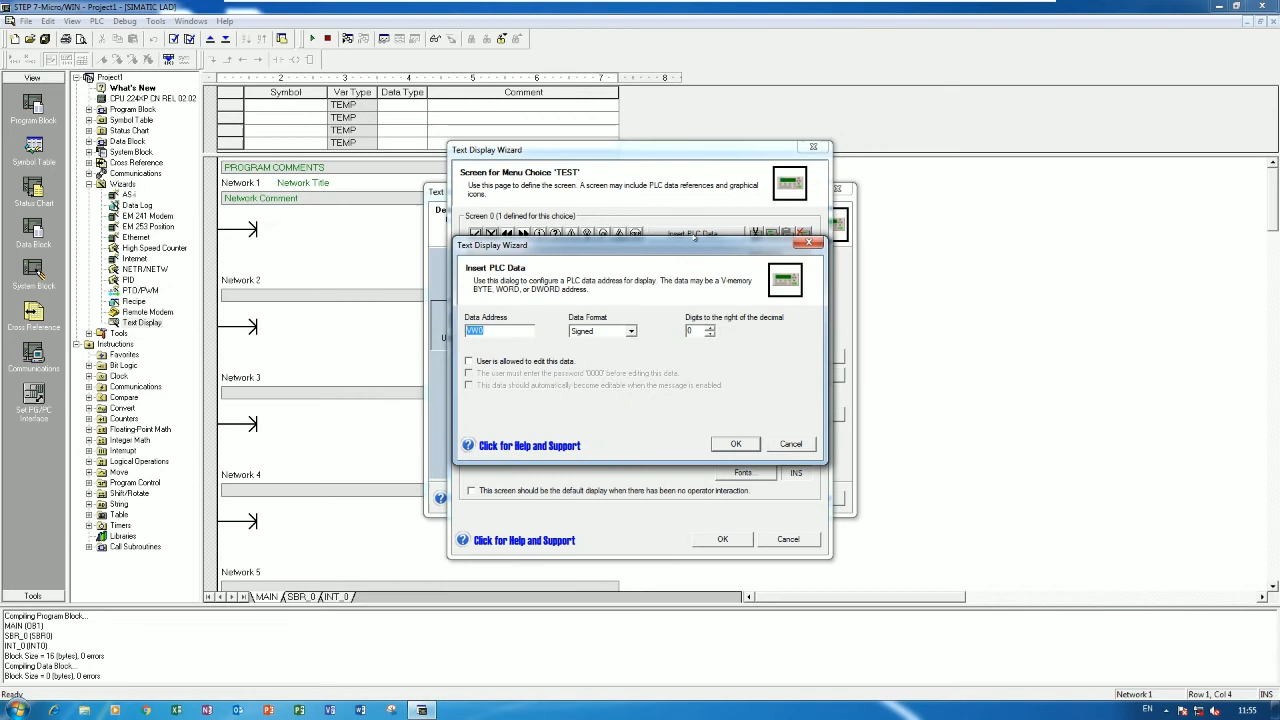 STEP 7-Micro/WIN - Project1 - [SIMATIC LAD]
File Edit View PLC Debug Tools Windows Help
View
Program Block
Symbol Table
Status Chart
Data Block
System Block
Cross Reference
Communications
Set PG/PC
Interface
Tools
Project1
What's New
CPU 224XP CN REL 02.02
Program Block
Symbol Table
Status Chart
Data Block
System Block
Cross Reference
Communications
Wizards
AS-i
Data Log
EM 241 Modem
EM 253 Position
Ethernet
High Speed Counter
Internet
NETR/NETW
PID
PTO/PWM
Recipe
Remote Modem
Text Display
Tools
Instructions
Favorites
Bit Logic
Clock
Communications
Compare
Convert
Counters
Floating-Point Math
Integer Math
Interrupt
Logical Operations
Move
Program Control
Shift/Rotate
String
Table
Timers
Libraries
Call Subroutines
2 3 4 5 6 7 8
Symbol Var Type Data Type Comment
TEMP
TEMP
TEMP
TEMP
PROGRAM COMMENTS
Network 1 Network Title
Network Comment
Network 2
Network 3
Network 4
Network 5
MAIN SBR_0 INT_0
Text Display Wizard
Screen for Menu Choice 'TEST'
Use this page to define the screen. A screen may include PLC data references and graphical
icons.
Screen 0 (1 defined for this choice)
Insert PLC Data
Text Display Wizard
Insert PLC Data
Use this dialog to configure a PLC data address for display. The data may be a V-memory
BYTE, WORD, or DWORD address.
Data Address Data Format Digits to the right of the decimal
VW0 Signed 0
User is allowed to edit this data.
The user must enter the password '0000' before editing this data.
This data should automatically become editable when the message is enabled.
Click for Help and Support OK Cancel
Fonts... INS
This screen should be the default display when there has been no operator interaction.
Click for Help and Support OK Cancel
Compiling Program Block...
MAIN (OB1)
SBR_0 (SBR0)
INT_0 (INT0)
Block Size = 16 (bytes), 0 errors
Compiling Data Block...
Block Size = 0 (bytes), 0 errors
Ready Network 1 Row 1, Col 4 INS
EN 11:55